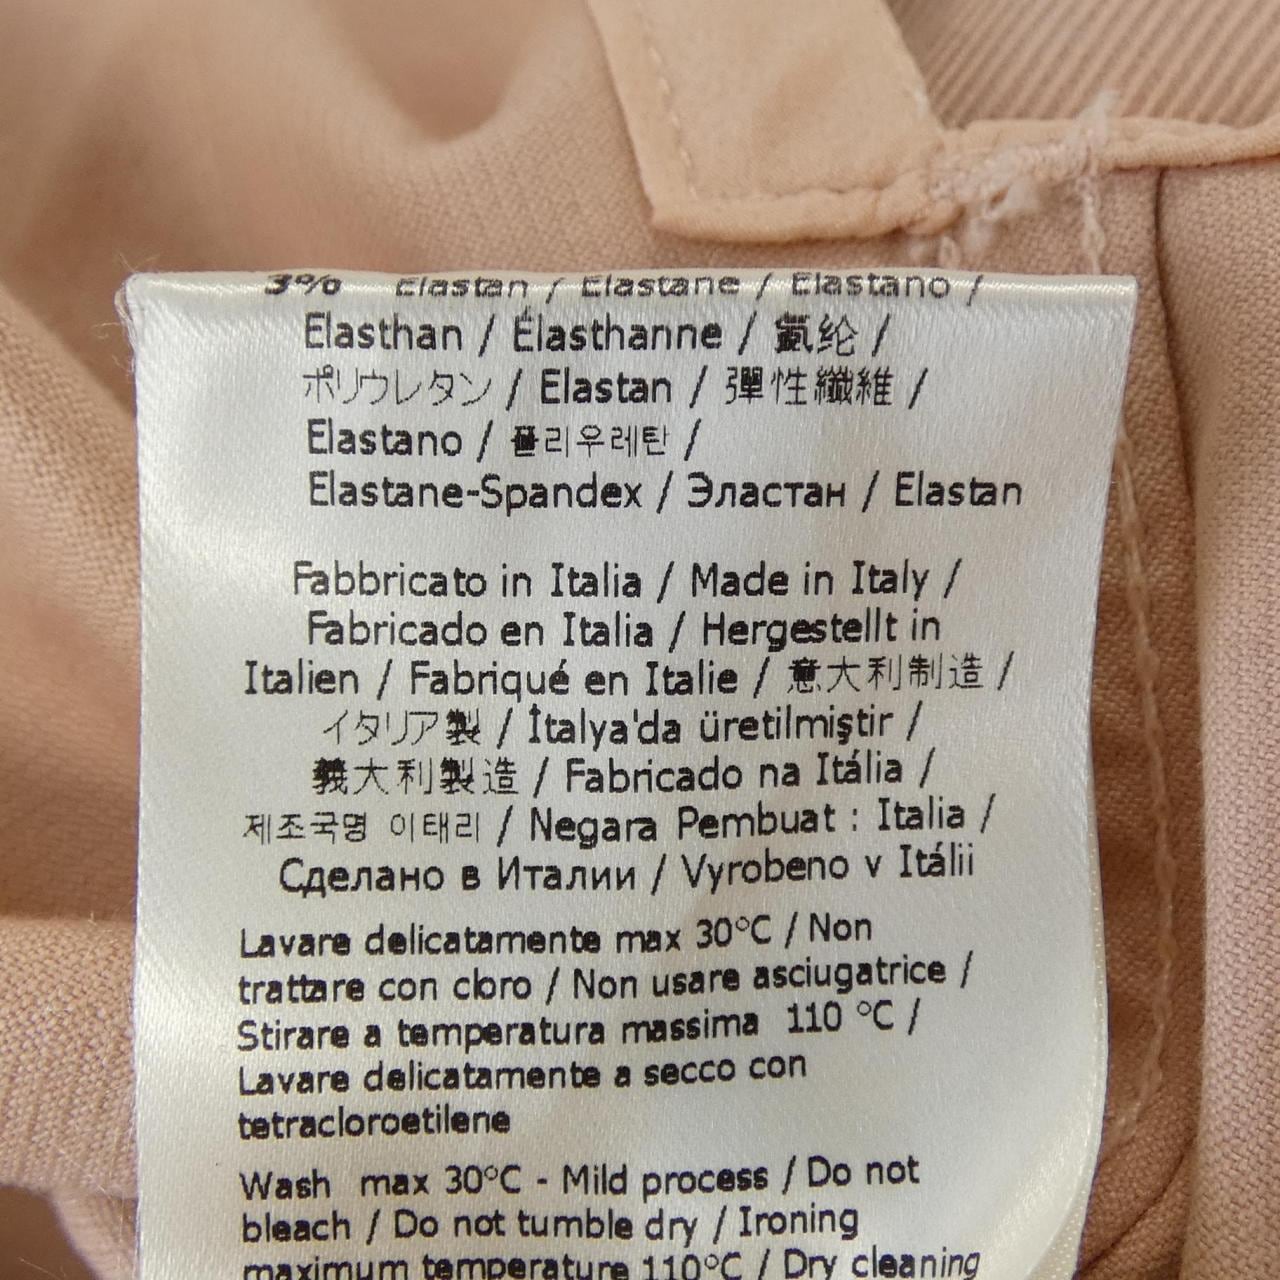 3% Elastan / Elastane / Elastano /
Elasthan / Élasthanne / 氨纶 /
ポリウレタン / Elastan / 彈性纖維 /
Elastano / 폴리우레탄 /
Elastane-Spandex / Эластан / Elastan
Fabbricato in Italia / Made in Italy /
Fabricado en Italia / Hergestellt in
Italien / Fabriqué en Italie / 意大利制造 /
イタリア製 / İtalya'da üretilmiştir /
義大利製造 / Fabricado na Itália /
제조국명 이태리 / Negara Pembuat : Italia /
Сделано в Италии / Vyrobeno v Itálii
Lavare delicatamente max 30°C / Non
trattare con cloro / Non usare asciugatrice /
Stirare a temperatura massima 110 °C /
Lavare delicatamente a secco con
tetracloroetilene
Wash max 30°C - Mild process / Do not
bleach / Do not tumble dry / Ironing
maximum temperature 110°C / Dry cleaning